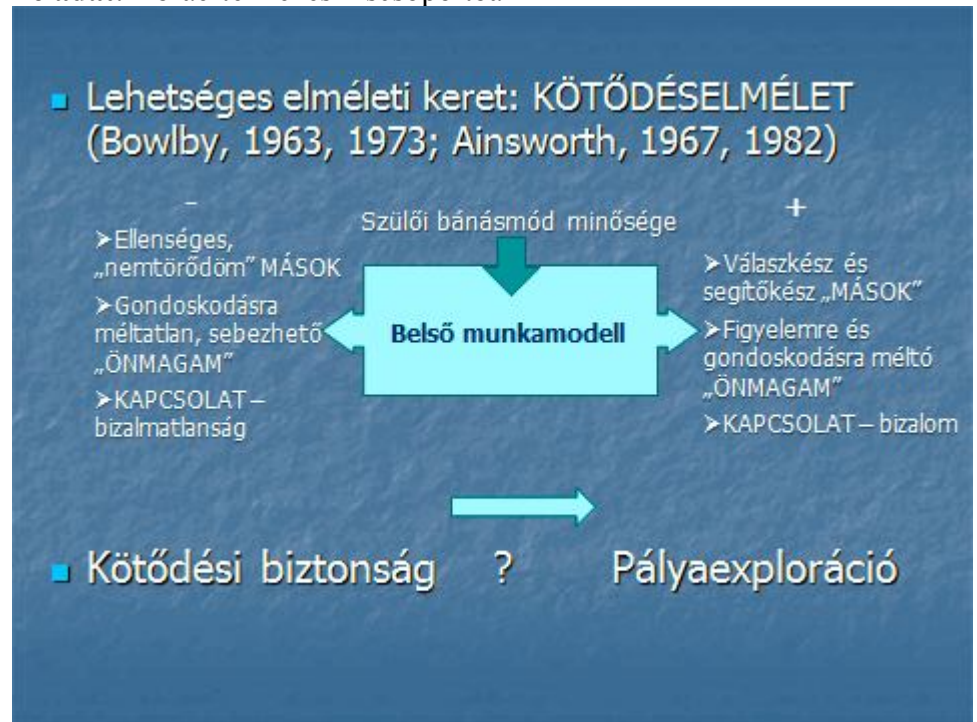 Lehetséges elméleti keret: KÖTŐDÉSELMÉLET
(Bowlby, 1963, 1973; Ainsworth, 1967, 1982)
–
Ellenséges,
„nemtörődöm” MÁSOK
Gondoskodásra
méltatlan, sebezhető
„ÖNMAGAM”
KAPCSOLAT – 
bizalmatlanság
Szülői bánásmód minősége
Belső munkamodell
+
Válaszkész és
segítőkész „MÁSOK”
Figyelemre és
gondoskodásra méltó
„ÖNMAGAM”
KAPCSOLAT – bizalom
Kötődési biztonság ? Pályaexploráció